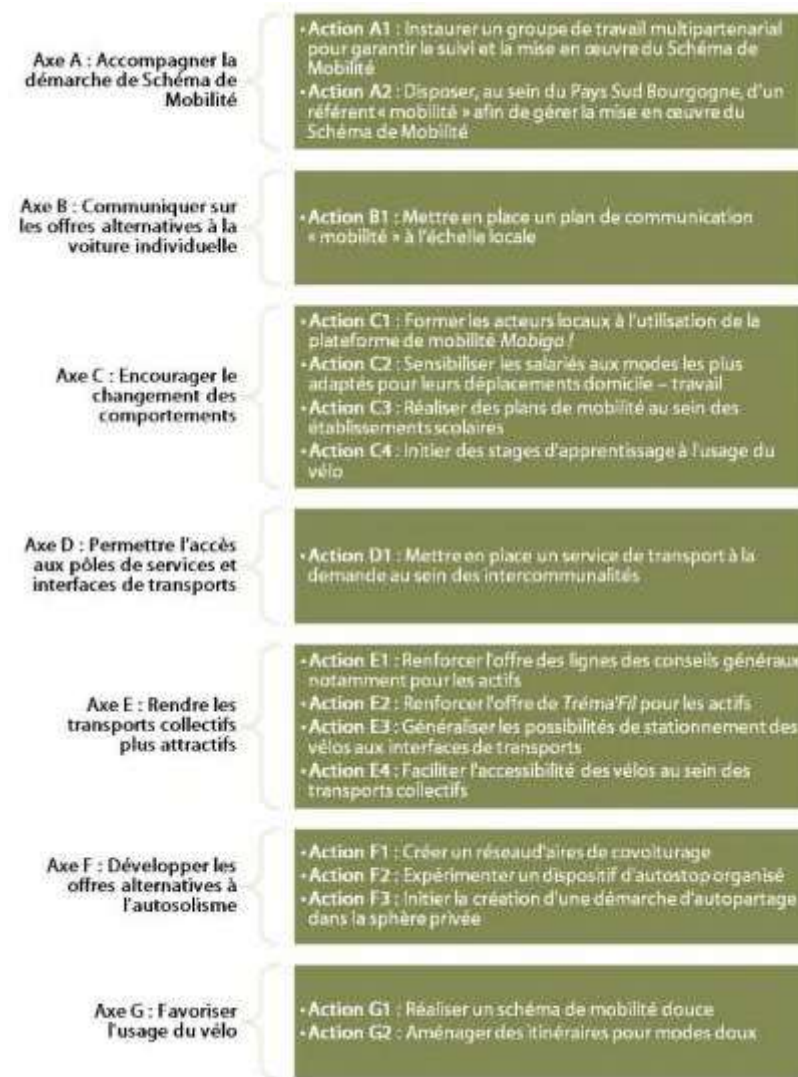 Axe A : Accompagner la
démarche de Schéma de
Mobilité
• Action A1 : Instaurer un groupe de travail multipartenarial
pour garantir le suivi et la mise en œuvre du Schéma de
Mobilité
• Action A2 : Disposer, au sein du Pays Sud Bourgogne, d'un
référent « mobilité » afin de gérer la mise en œuvre du
Schéma de Mobilité
Axe B : Communiquer sur
les offres alternatives à la
voiture individuelle
• Action B1 : Mettre en place un plan de communication
« mobilité » à l'échelle locale
Axe C : Encourager le
changement des
comportements
• Action C1 : Former les acteurs locaux à l'utilisation de la
plateforme de mobilité Mobigo !
• Action C2 : Sensibiliser les salariés aux modes les plus
adaptés pour leurs déplacements domicile – travail
• Action C3 : Réaliser des plans de mobilité au sein des
établissements scolaires
• Action C4 : Initier des stages d'apprentissage à l'usage du
vélo
Axe D : Permettre l'accès
aux pôles de services et
interfaces de transports
• Action D1 : Mettre en place un service de transport à la
demande au sein des intercommunalités
Axe E : Rendre les
transports collectifs
plus attractifs
• Action E1 : Renforcer l'offre des lignes des conseils généraux
notamment pour les actifs
• Action E2 : Renforcer l'offre de Tréma'Fil pour les actifs
• Action E3 : Généraliser les possibilités de stationnement des
vélos aux interfaces de transports
• Action E4 : Faciliter l'accessibilité des vélos au sein des
transports collectifs
Axe F : Développer les
offres alternatives à
l'autosolisme
• Action F1 : Créer un réseau d'aires de covoiturage
• Action F2 : Expérimenter un dispositif d'autostop organisé
• Action F3 : Initier la création d'une démarche d'autopartage
dans la sphère privée
Axe G : Favoriser
l'usage du vélo
• Action G1 : Réaliser un schéma de mobilité douce
• Action G2 : Aménager des itinéraires pour modes doux